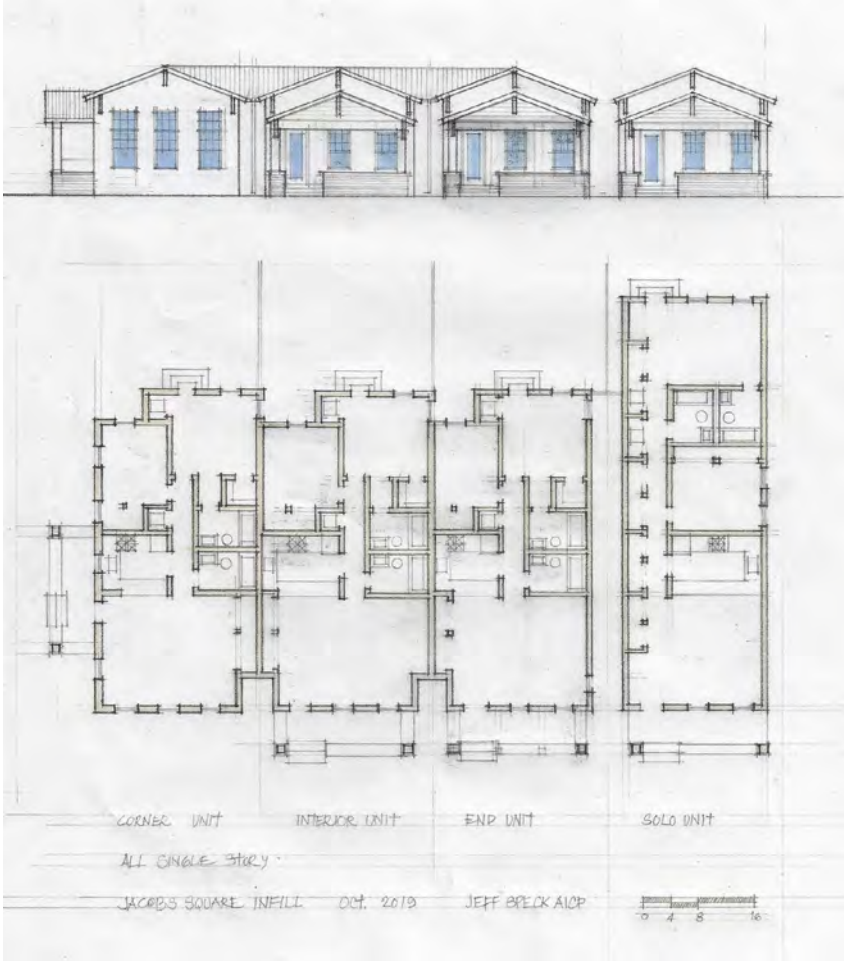 CORNER UNIT INTERIOR UNIT END UNIT SOLO UNIT
ALL SINGLE STORY
JACOBS SQUARE INFILL OCT. 2019 JEFF SPECK AICP
0 4 8 16